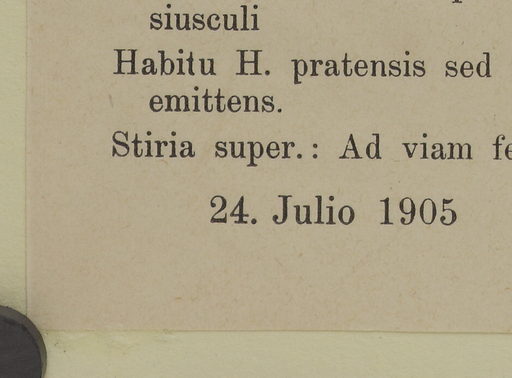 siusculi
Habitu H. pratensis sed
emittens.
Stiria super.: Ad viam
24. Julio 1905